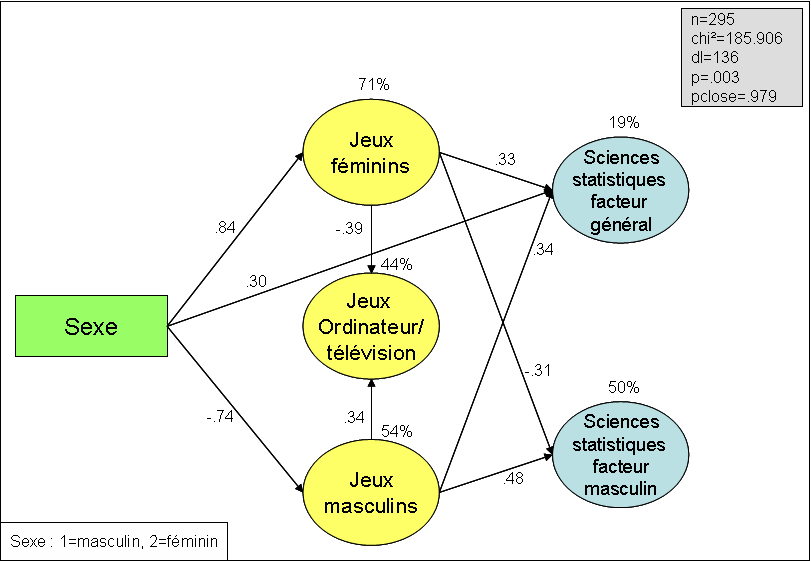 n=295
chi²=185.906
dl=136
p=.003
pclose=.979
71%
Jeux
féminins
19%
Sciences
statistiques
facteur
général
.33
.84
-.39
.34
.30
44%
Jeux
Ordinateur/
télévision
Sexe
-.31
-.74
.34
54%
50%
Jeux
masculins
Sciences
statistiques
facteur
masculin
.48
Sexe : 1=masculin, 2=féminin